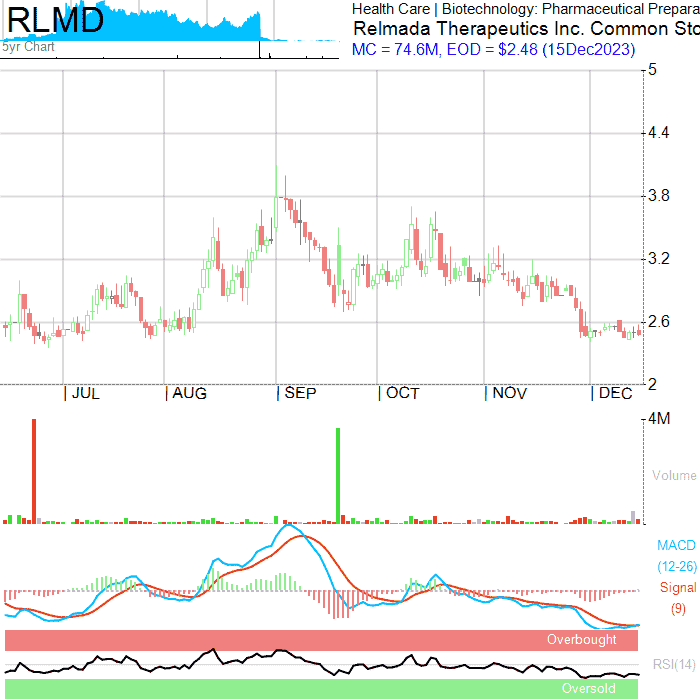 RLMD
5yr Chart
Health Care | Biotechnology: Pharmaceutical Prepara
Relmada Therapeutics Inc. Common Sto
MC = 74.6M, EOD = $2.48 (15Dec2023)
5
4.4
3.8
3.2
2.6
2
| JUL | AUG | SEP | OCT | NOV | DEC
4M
Volume
MACD
(12-26)
Signal
(9)
Overbought
RSI(14)
Oversold